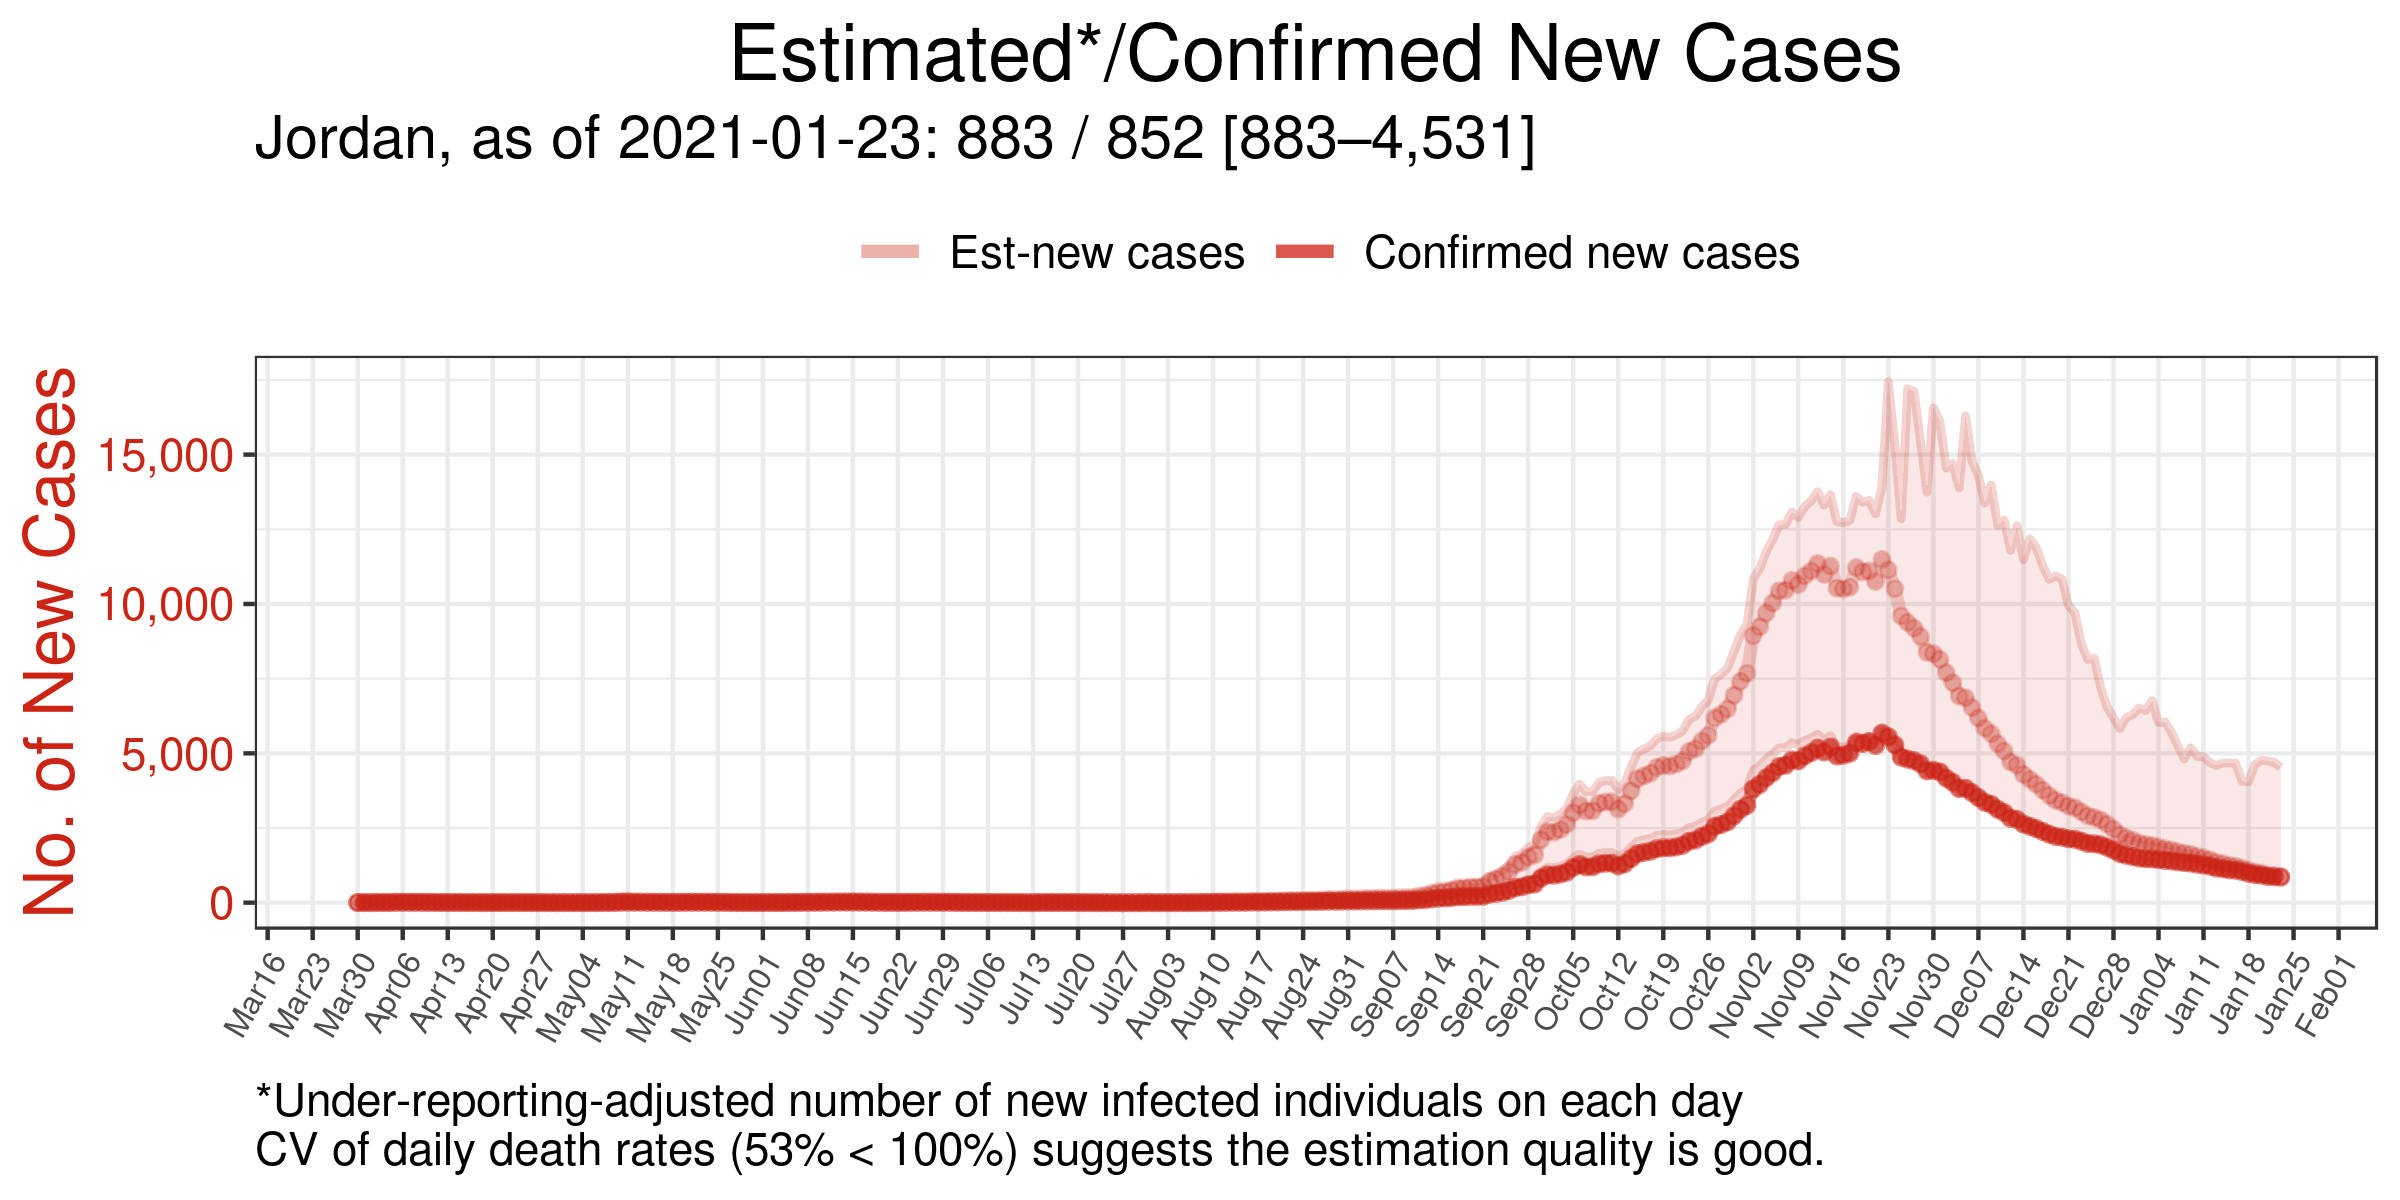 Estimated*/Confirmed New Cases
Jordan, as of 2021-01-23: 883 / 852 [883–4,531]
Est-new cases
Confirmed new cases
No. of New Cases
15,000
10,000
5,000
0
Mar16
Mar23
Mar30
Apr06
Apr13
Apr20
Apr27
May04
May11
May18
May25
Jun01
Jun08
Jun15
Jun22
Jun29
Jul06
Jul13
Jul20
Jul27
Aug03
Aug10
Aug17
Aug24
Aug31
Sep07
Sep14
Sep21
Sep28
Oct05
Oct12
Oct19
Oct26
Nov02
Nov09
Nov16
Nov23
Nov30
Dec07
Dec14
Dec21
Dec28
Jan04
Jan11
Jan18
Jan25
Feb01
*Under-reporting-adjusted number of new infected individuals on each day
CV of daily death rates (53% < 100%) suggests the estimation quality is good.